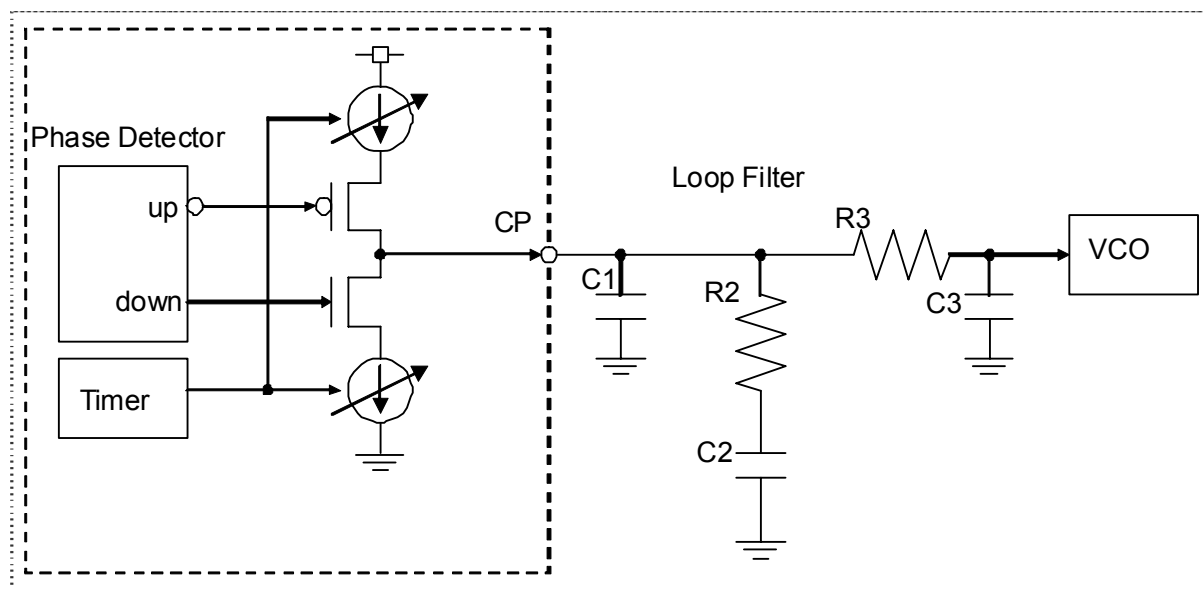 Phase Detector
up
down
Timer
CP
Loop Filter
C1
R2
C2
R3
C3
VCO